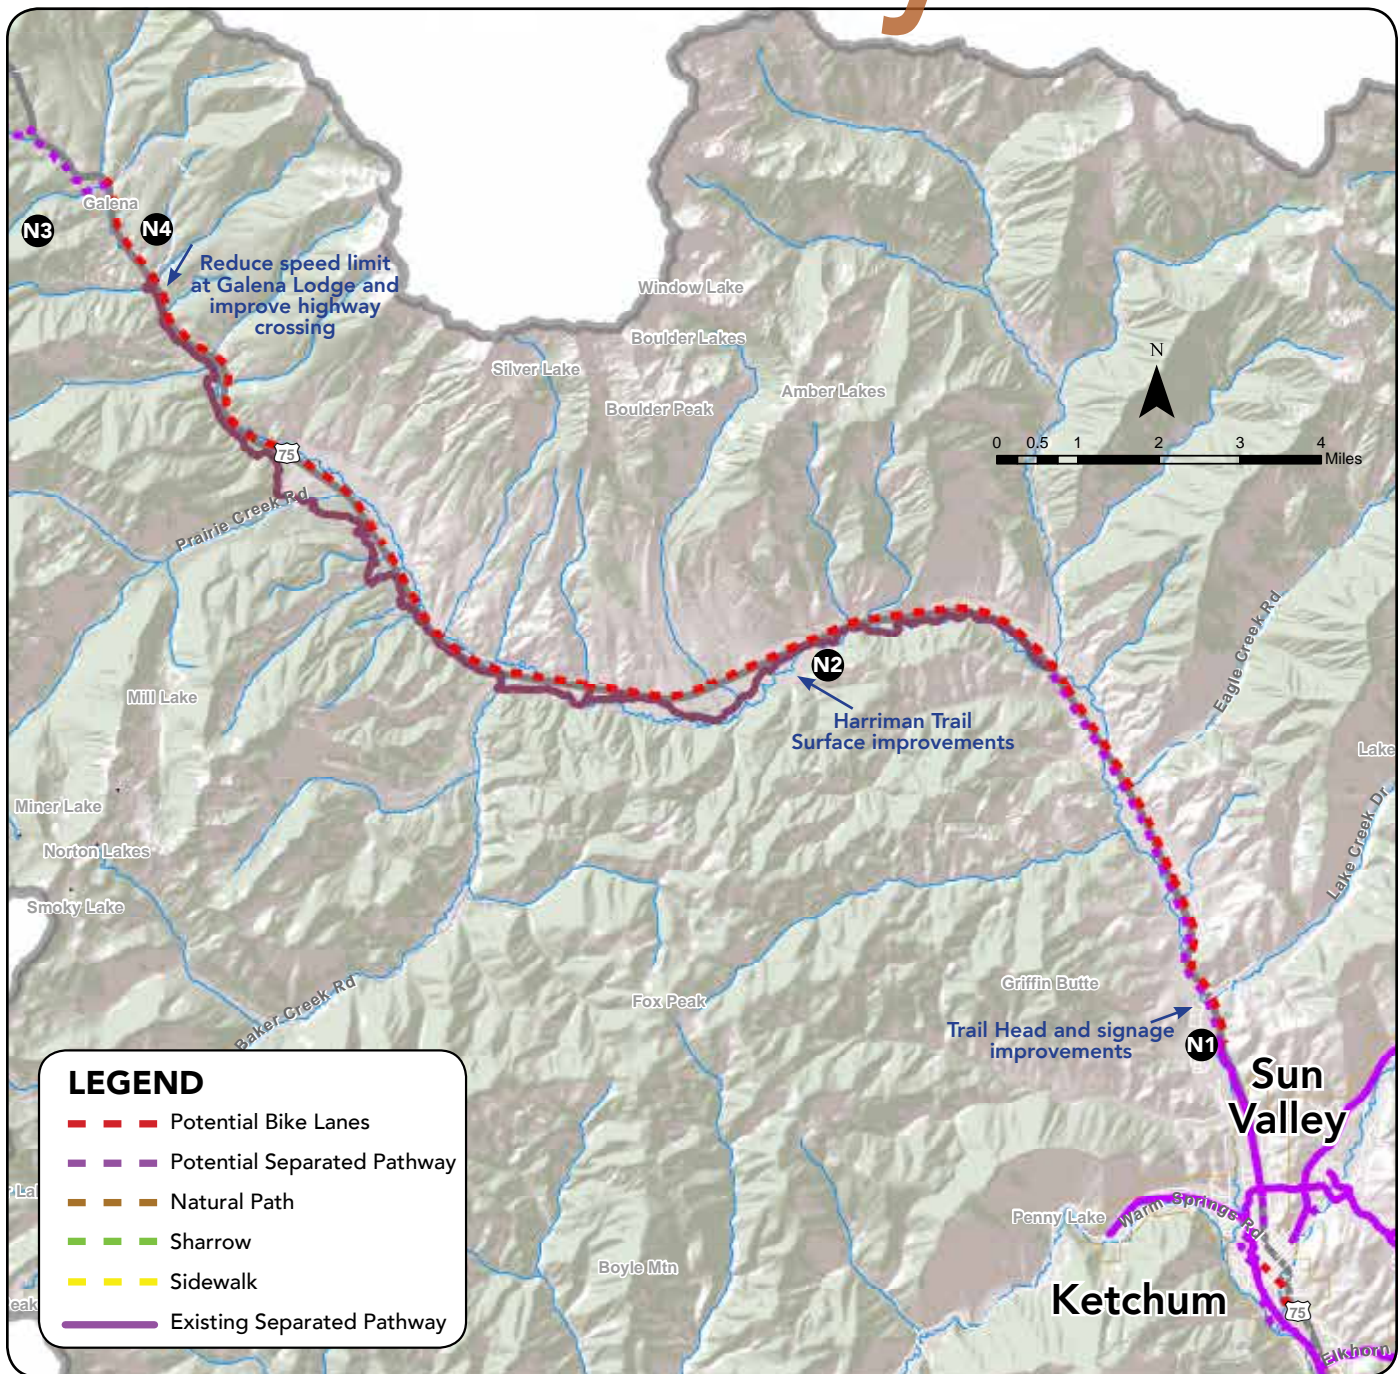 Galena
N3
N4
Reduce speed limit
at Galena Lodge and
improve highway
crossing
Window Lake
Boulder Lakes
Silver Lake
Amber Lakes
Boulder Peak
N
0 0.5 1 2 3 4
Miles
75
Prairie Creek Rd
Eagle Creek Rd
N2
Mill Lake
Harriman Trail
Surface improvements
Lake
Miner Lake
Lake Creek Dr
Norton Lakes
Smoky Lake
Griffin Butte
Baker Creek Rd
Fox Peak
Trail Head and signage
improvements
N1
Sun
Valley
LEGEND
Potential Bike Lanes
Potential Separated Pathway
Natural Path
Sharrow
Sidewalk
Existing Separated Pathway
Penny Lake
Warm Springs Rd
Boyle Mtn
Ketchum
75
Elkhorn